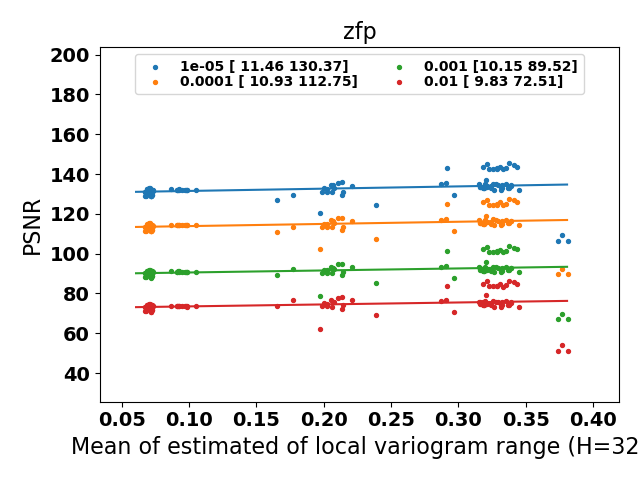 zfp
1e-05 [ 11.46 130.37]
0.0001 [ 10.93 112.75]
0.001 [10.15 89.52]
0.01 [ 9.83 72.51]
PSNR
200
180
160
140
120
100
80
60
40
0.05 0.10 0.15 0.20 0.25 0.30 0.35 0.40
Mean of estimated of local variogram range (H=32